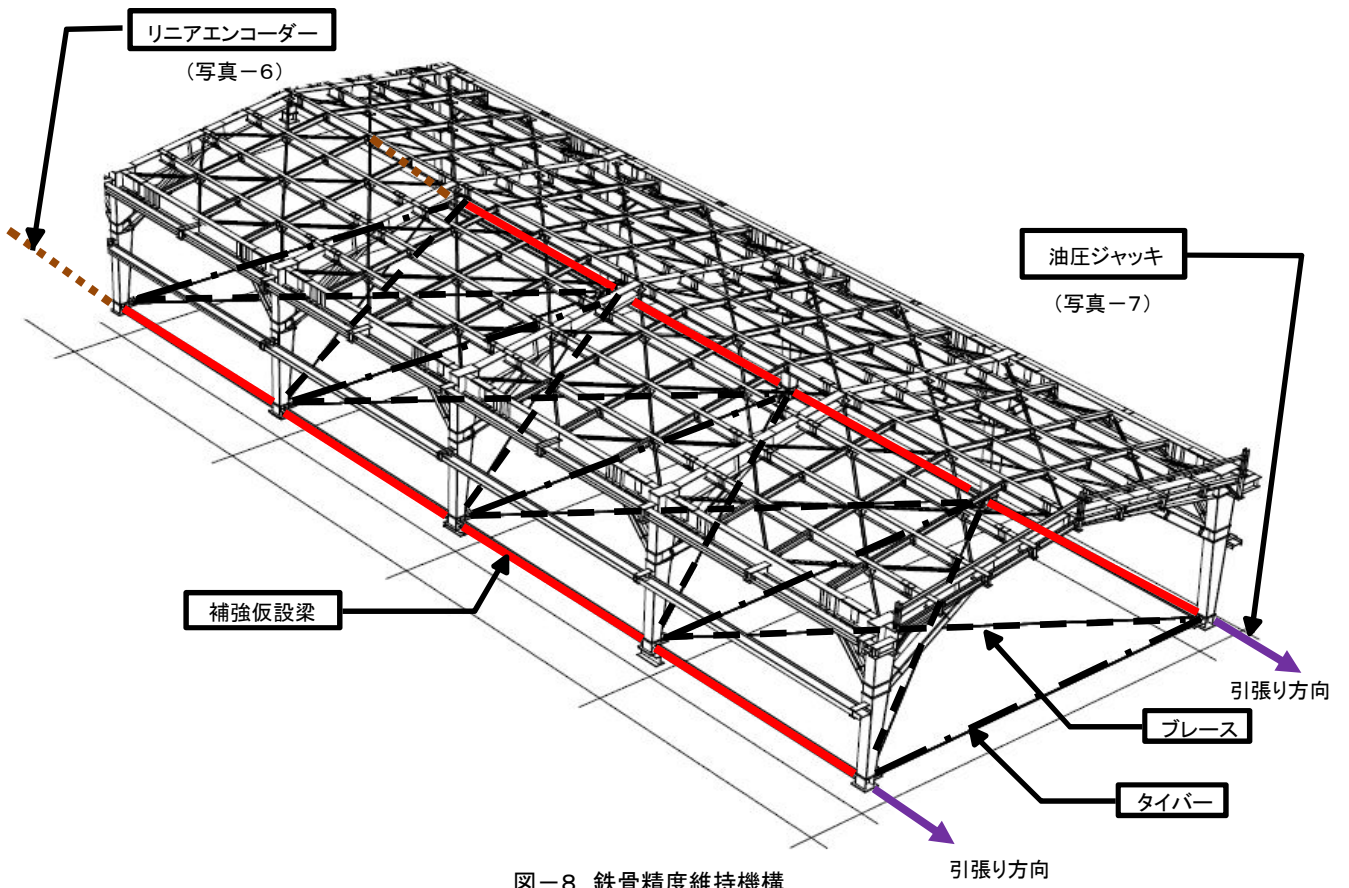 リニアエンコーダー
(写真-6)
油圧ジャッキ
(写真-7)
補強仮設梁
引張り方向
ブレース
タイバー
引張り方向
図-8 鉄骨精度維持機構